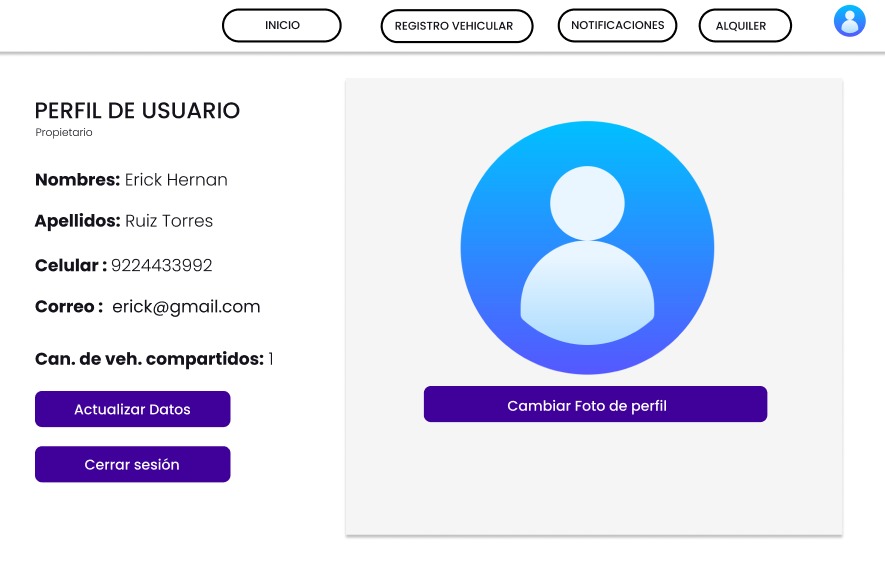 INICIO
REGISTRO VEHICULAR
NOTIFICACIONES
ALQUILER
PERFIL DE USUARIO
Propietario
Nombres: Erick Hernan
Apellidos: Ruiz Torres
Celular : 9224433992
Correo : erick@gmail.com
Can. de veh. compartidos: 1
Actualizar Datos
Cambiar Foto de perfil
Cerrar sesión